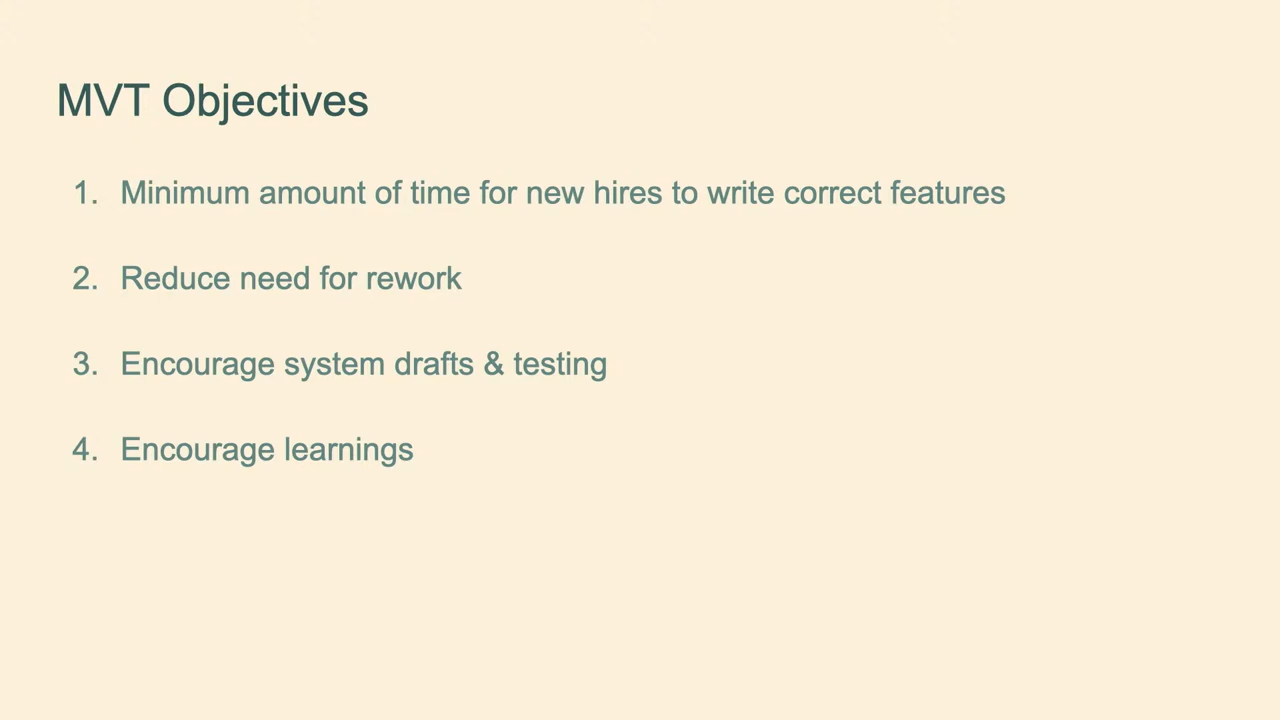 MVT Objectives
1. Minimum amount of time for new hires to write correct features
2. Reduce need for rework
3. Encourage system drafts & testing
4. Encourage learnings